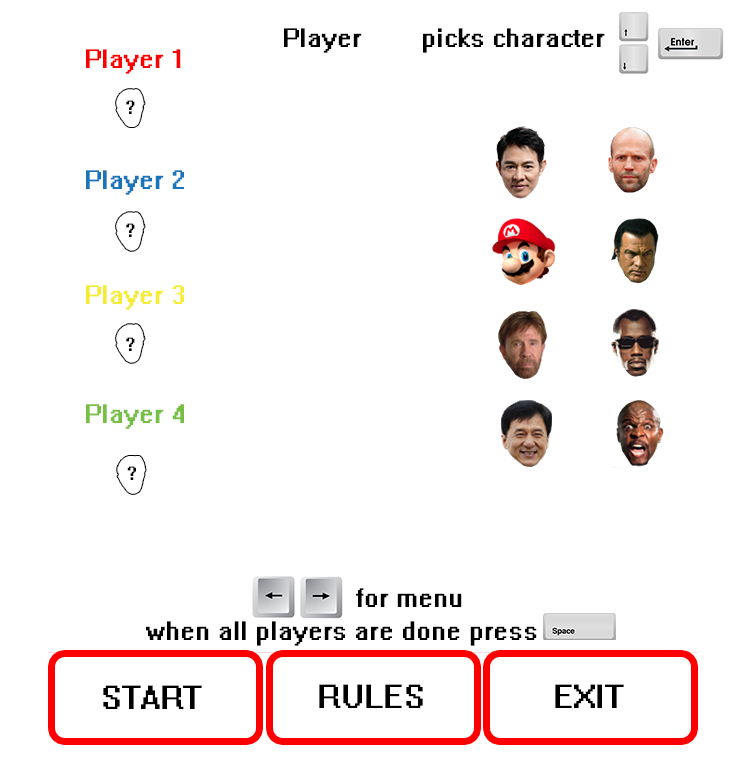 Player picks character ↑
↓
Enter
Player 1
?
Player 2
?
Player 3
?
Player 4
?
M
← → for menu
when all players are done press Space
START RULES EXIT